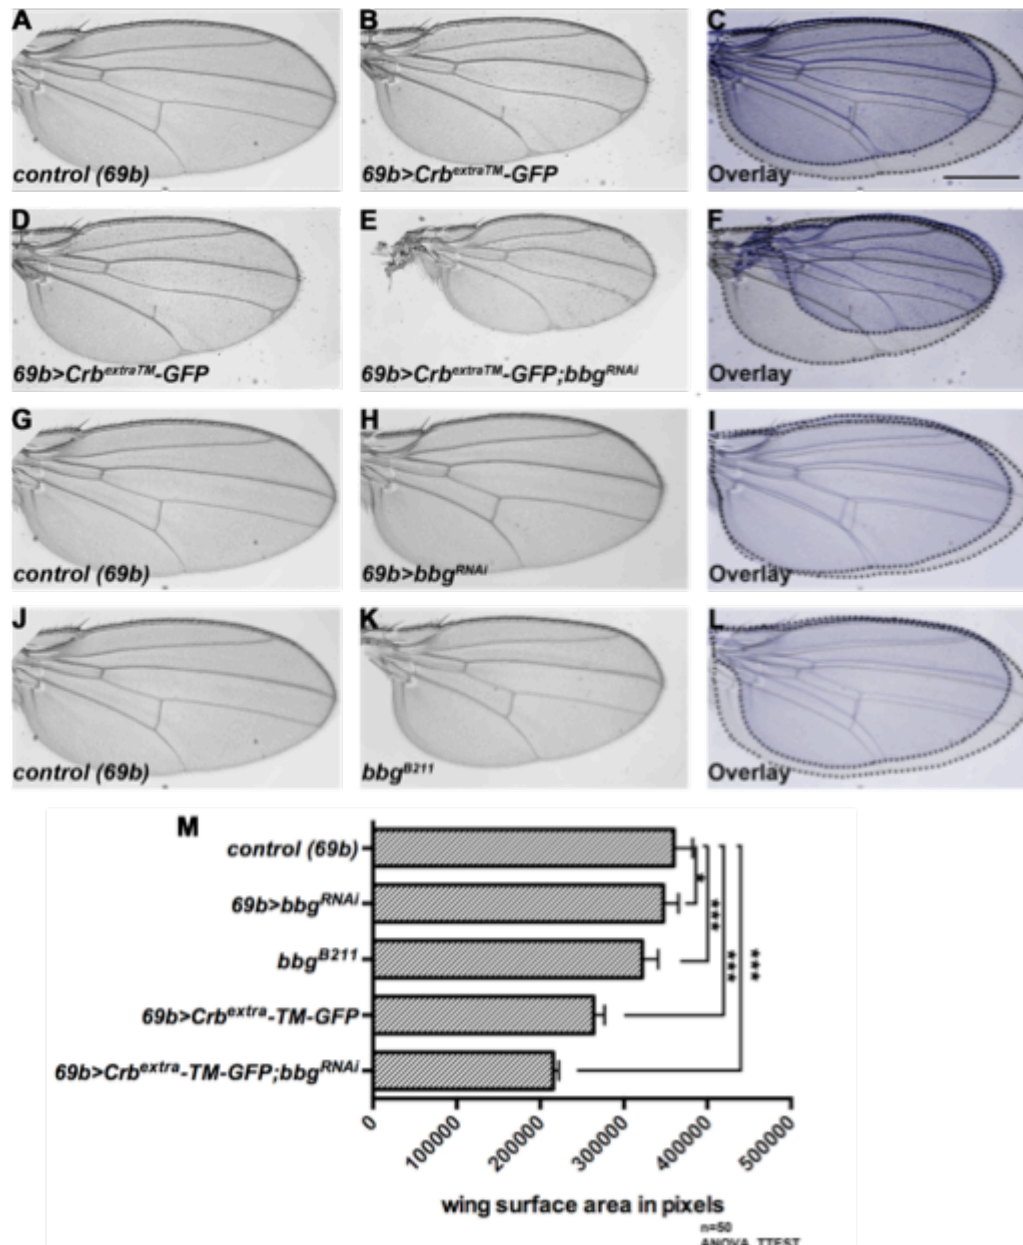 A B C
control (69b) 69b>Crb^extraTM-GFP Overlay
D E F
69b>Crb^extraTM-GFP 69b>Crb^extraTM-GFP;bbg^RNAi Overlay
G H I
control (69b) 69b>bbg^RNAi Overlay
J K L
control (69b) bbg^B211 Overlay
M
control (69b)
69b>bbg^RNAi
bbg^B211
69b>Crb^extra-TM-GFP
69b>Crb^extra-TM-GFP;bbg^RNAi
*
***
***
***
0 100000 200000 300000 400000 500000
wing surface area in pixels
n=50
ANOVA, TTEST